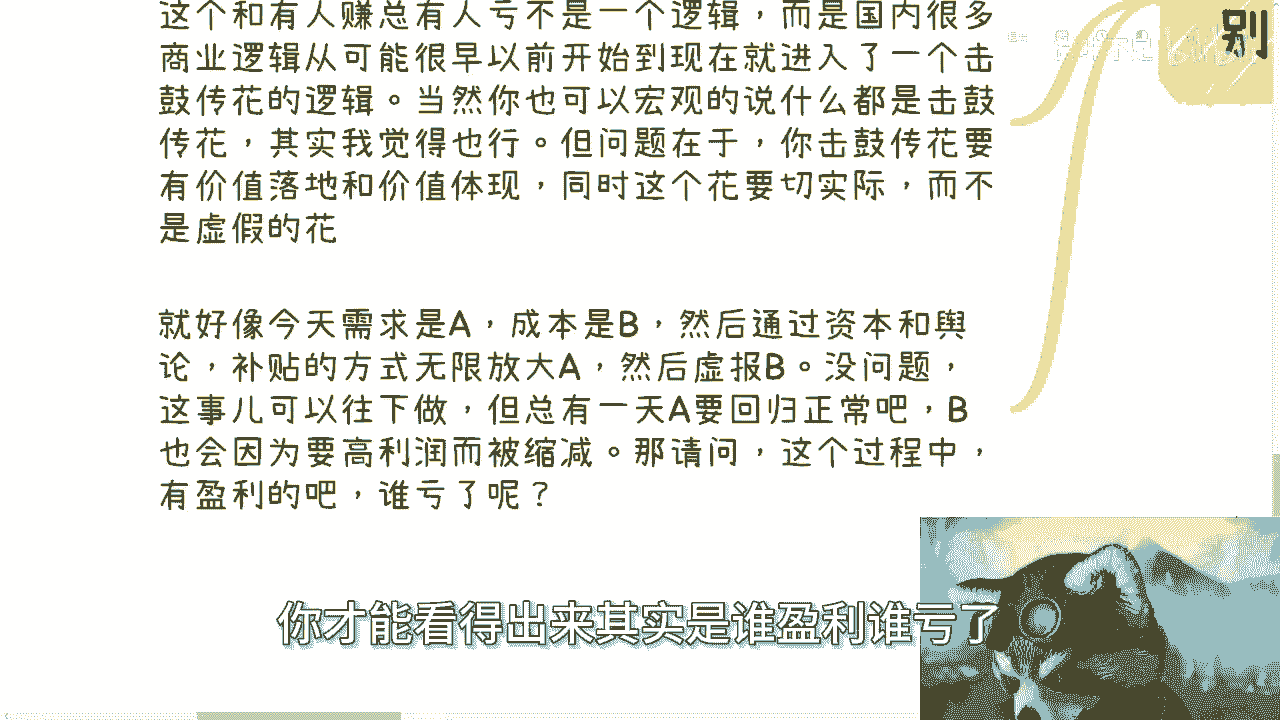 别
这个和有人赚总有人亏不是一个逻辑，而是国内很多
商业逻辑从可能很早以前开始到现在就进入了一个击
鼓传花的逻辑。当然你也可以宏观的说什么都是击鼓
传花，其实我觉得也行。但问题在于，你击鼓传花要
有价值落地和价值体现，同时这个花要切实际，而不
是虚假的花
就好像今天需求是A，成本是B，然后通过资本和舆
论，补贴的方式无限放大A，然后虚报B。没问题，
这事儿可以往下做，但总有一天A要回归正常吧，B
也会因为要高利润而被缩减。那请问，这个过程中，
有盈利的吧，谁亏了呢？
你才能看得出来其实是谁盈利谁亏了